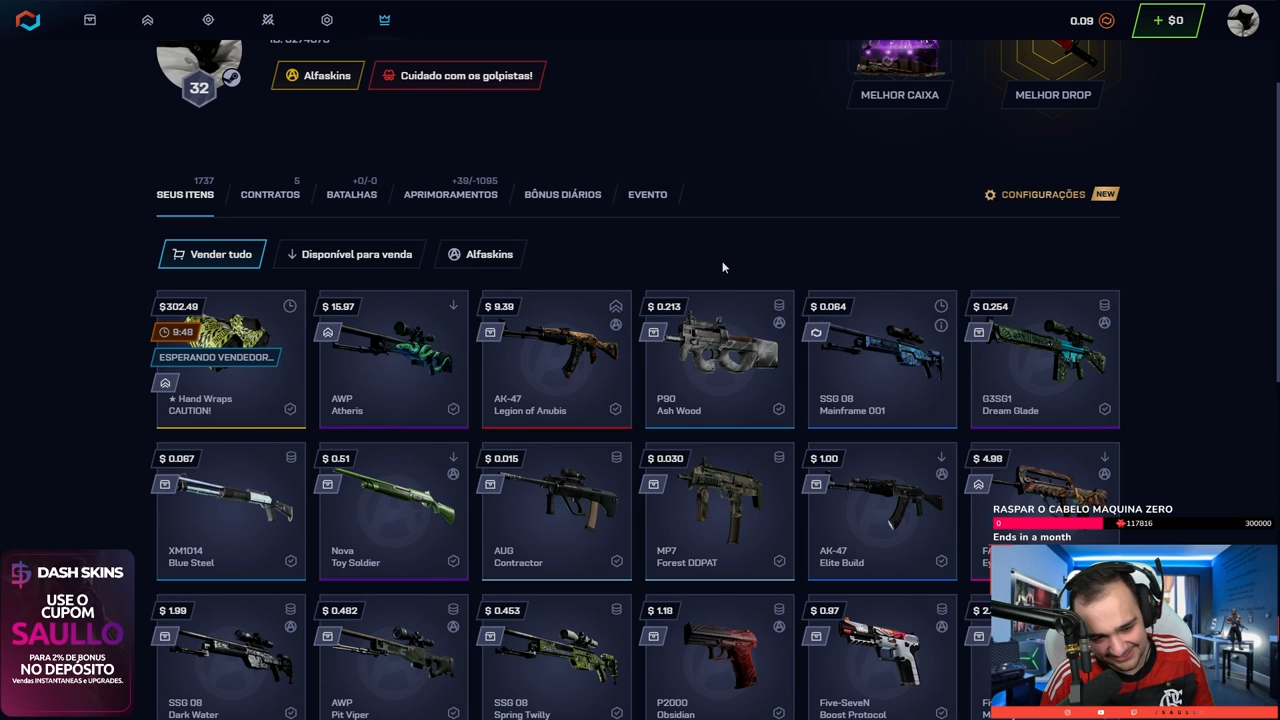 0.09
+ $0
32
Alfaskins
Cuidado com os golpistas!
MELHOR CAIXA
MELHOR DROP
1737
SEUS ITENS
5
CONTRATOS
+0/-0
BATALHAS
+39/-1095
APRIMORAMENTOS
BÔNUS DIÁRIOS
EVENTO
CONFIGURAÇÕES NEW
Vender tudo
Disponível para venda
Alfaskins
$302.49
9:48
ESPERANDO VENDEDOR...
★ Hand Wraps
CAUTION!
$ 15.97
AWP
Atheris
$ 9.39
AK-47
Legion of Anubis
$ 0.213
P90
Ash Wood
$ 0.064
SSG 08
Mainframe 001
$ 0.254
G3SG1
Dream Glade
$ 0.067
XM1014
Blue Steel
$ 0.51
Nova
Toy Soldier
$ 0.015
AUG
Contractor
$ 0.030
MP7
Forest DDPAT
$ 1.00
AK-47
Elite Build
$ 4.98
RASPAR O CABELO MAQUINA ZERO
0
117816
300000
Ends in a month
$ 1.99
SSG 08
Dark Water
$ 0.482
AWP
Pit Viper
$ 0.453
SSG 08
Spring Twilly
$ 1.18
P2000
Obsidian
$ 0.97
Five-SeveN
Boost Protocol
DASH SKINS
USE O
CUPOM
SAULLO
PARA 2% DE BONUS
NO DEPÓSITO
Vendas INSTANTANEAS e UPGRADES.